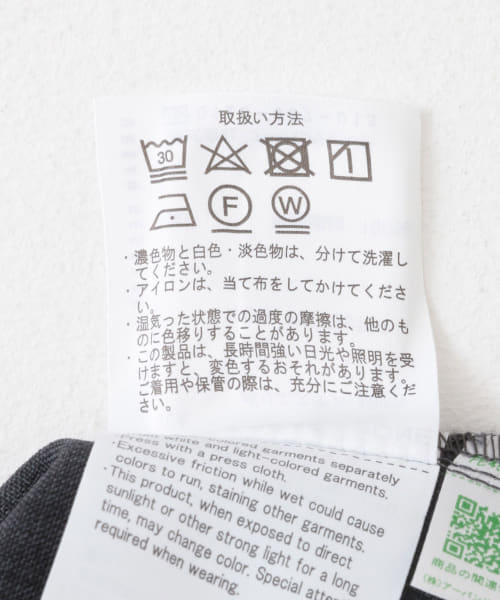 取扱い方法
30
F
W
・濃色物と白色・淡色物は、分けて洗濯し
てください。
・アイロンは、当て布をしてかけてくださ
い。
・湿気った状態での過度の摩擦は、他のも
のに色移りすることがあります。
・この製品は、長時間強い日光や照明を受
けますと、変色するおそれがあります。
ご着用や保管の際は、充分にご注意くだ
さい。
white and light-colored garments separately
Press with a press cloth.
・Excessive friction while wet could cause
colors to run, staining other garments.
・This product, when exposed to direct
sunlight or other strong light for a long
time, may change color. Special
required when wearing.
商品の関連
(株)アーバン